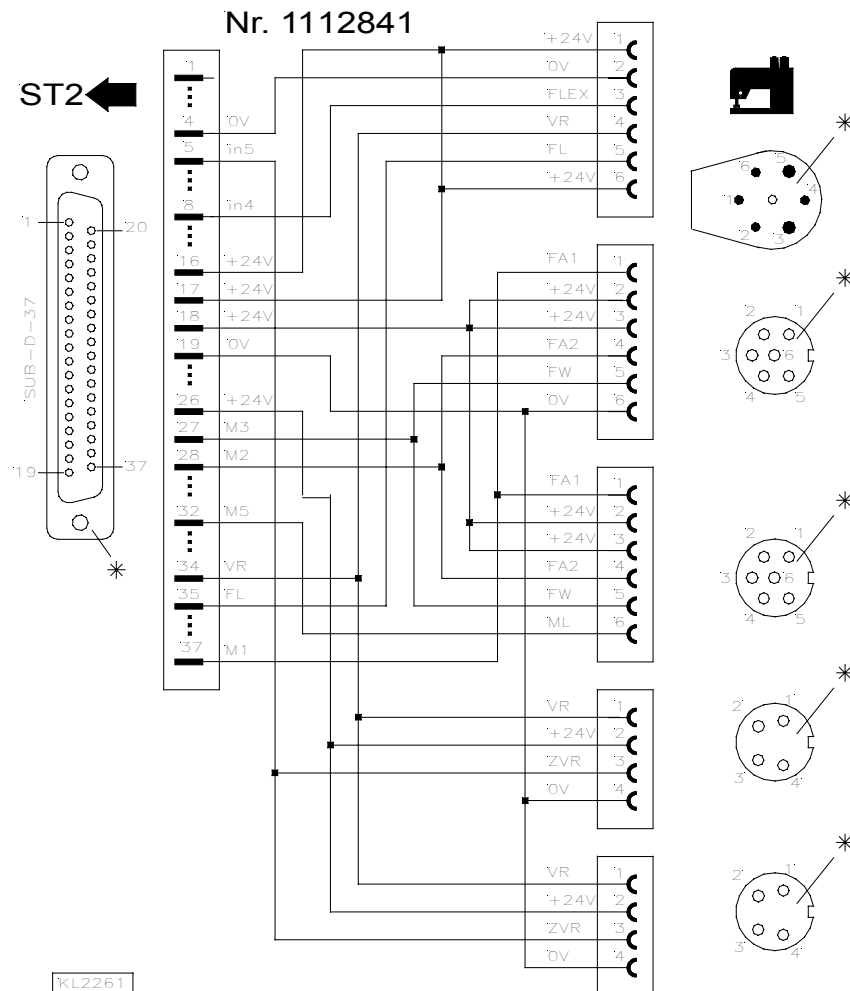 Nr. 1112841
ST2
SUB-D-37
1
20
19
37
1
4 0V
5 in5
8 in4
16 +24V
17 +24V
18 +24V
19 0V
26 +24V
27 M3
28 M2
32 M5
34 VR
35 FL
37 M1
+24V 1
0V 2
FLEX 3
VR 4
FL 5
+24V 6
FA1 1
+24V 2
+24V 3
FA2 4
FW 5
0V 6
FA1 1
+24V 2
+24V 3
FA2 4
FW 5
ML 6
VR 1
+24V 2
ZVR 3
0V 4
VR 1
+24V 2
ZVR 3
0V 4
*
6 5
1 4
2 3
*
2 1
3 6
4 5
*
2 1
3 6
4 5
*
2 1
3 4
*
2 1
3 4
*
KL2261